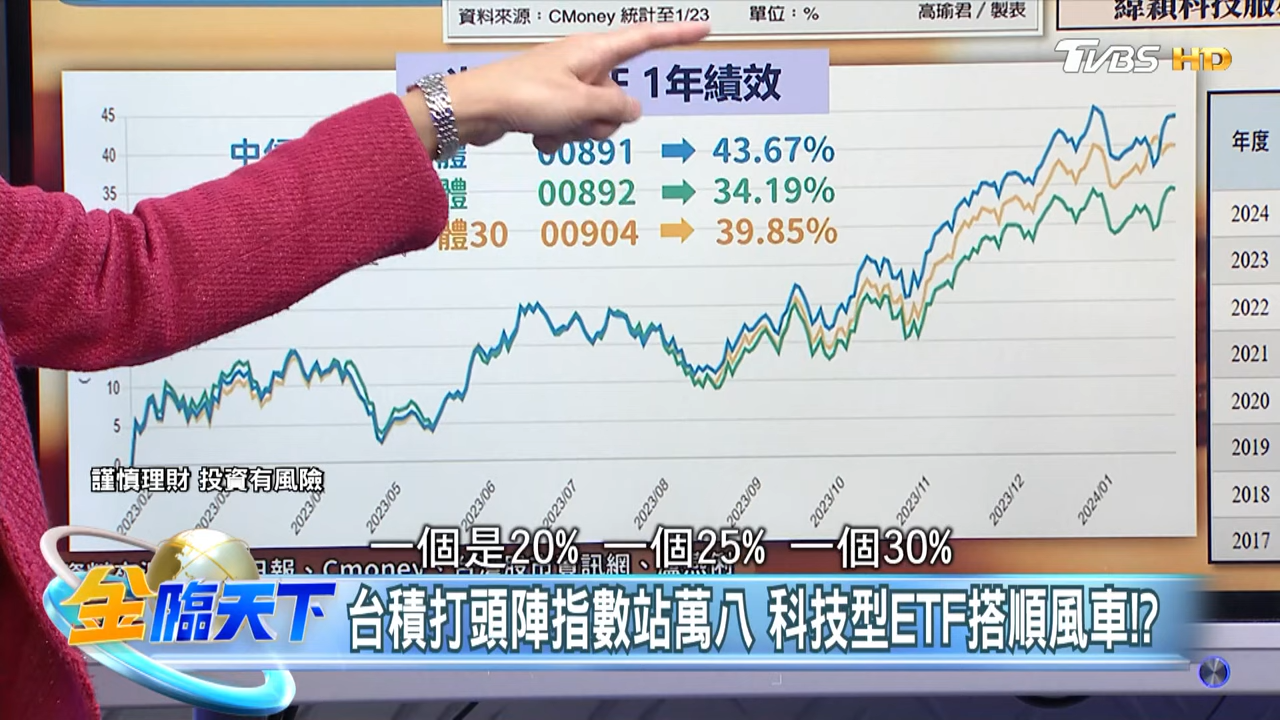 資料來源：CMoney 統計至1/23 單位：% 高瑜君／製表
TVBS HD
1年績效
00891 43.67%
00892 34.19%
體30 00904 39.85%
45
40
35
10
5
0
2023/05
2023/06
2023/07
2023/08
2023/09
2023/10
2023/11
2023/12
2024/01
年度
2024
2023
2022
2021
2020
2019
2018
2017
謹慎理財 投資有風險
一個是20% 一個25% 一個30%
金臨天下
台積打頭陣指數站萬八 科技型ETF搭順風車!?